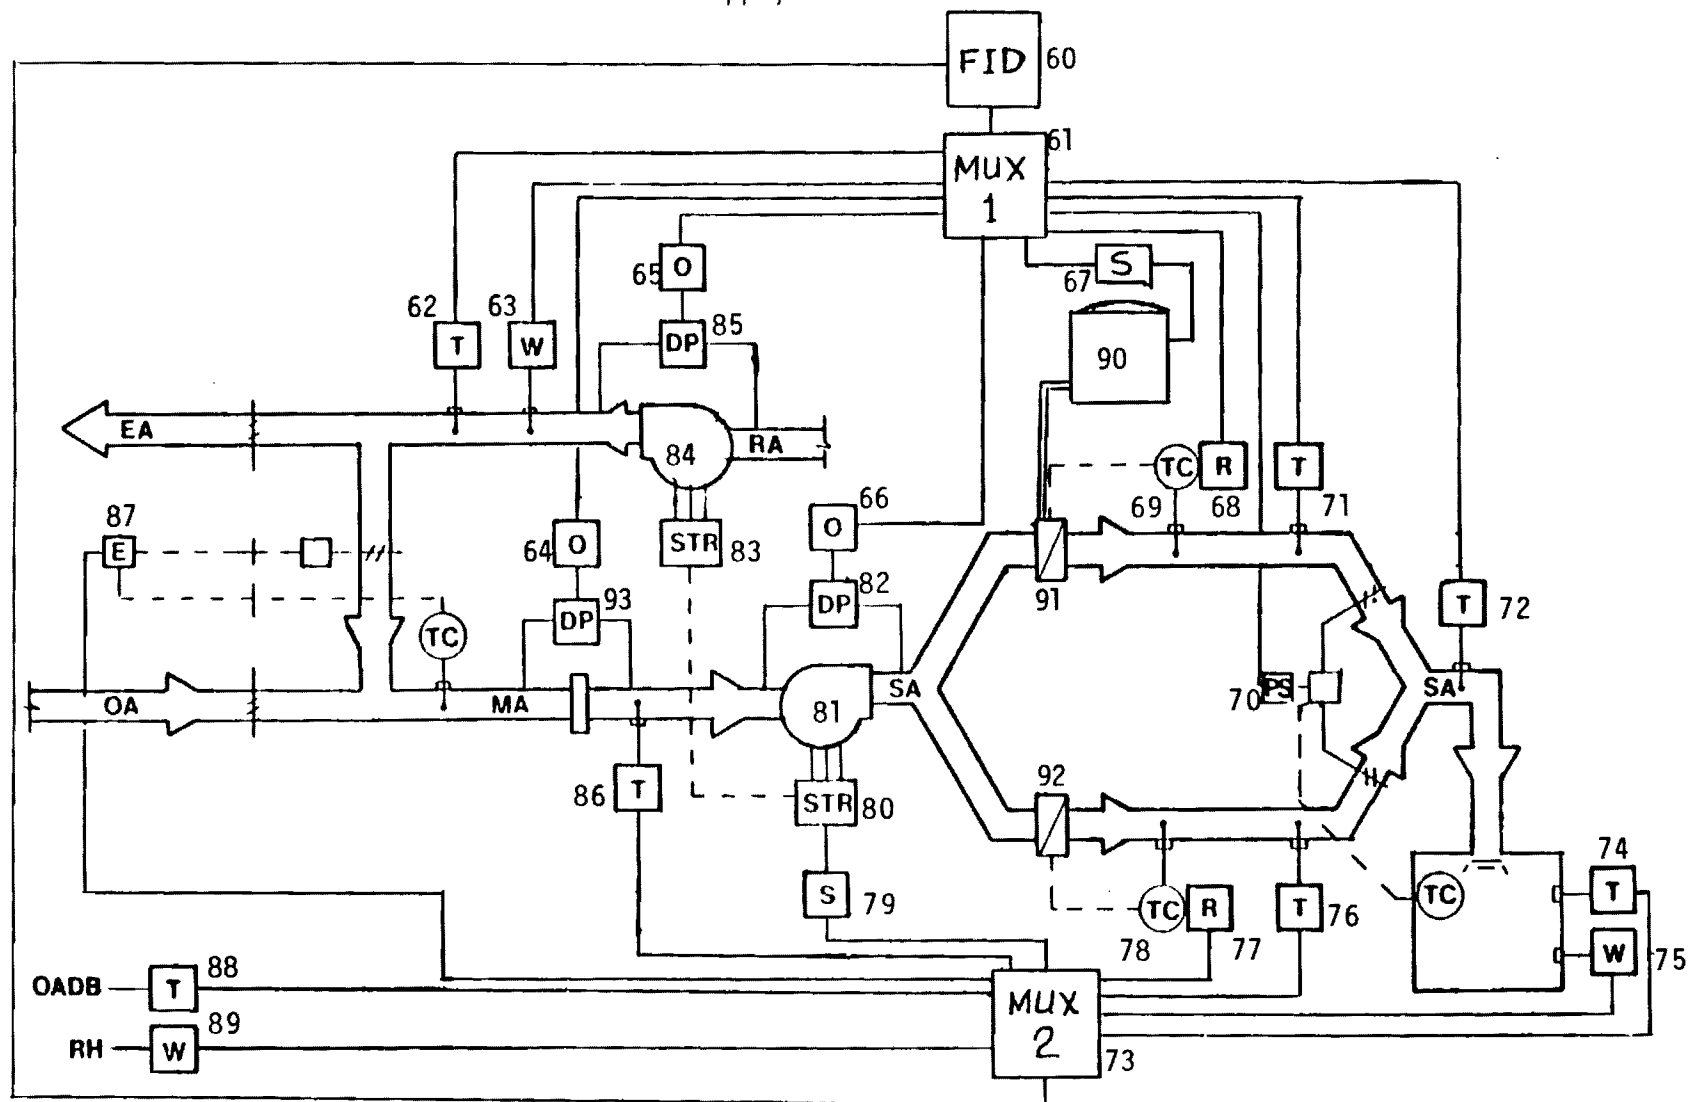 FID 60
61
MUX
1
65 O
S
67
62 63
T W
DP 85
90
EA
84 RA
TC R T
69 68 71
66
O
87
E
64 O
STR 83
91
T 72
93
DP
82
DP
TC
OA
MA
81
SA
70 PS
SA
86 T
STR 80
92
74
TC T
S 79
TC R T 76
78 77
W 75
OADB T 88
MUX
2
73
RH W 89